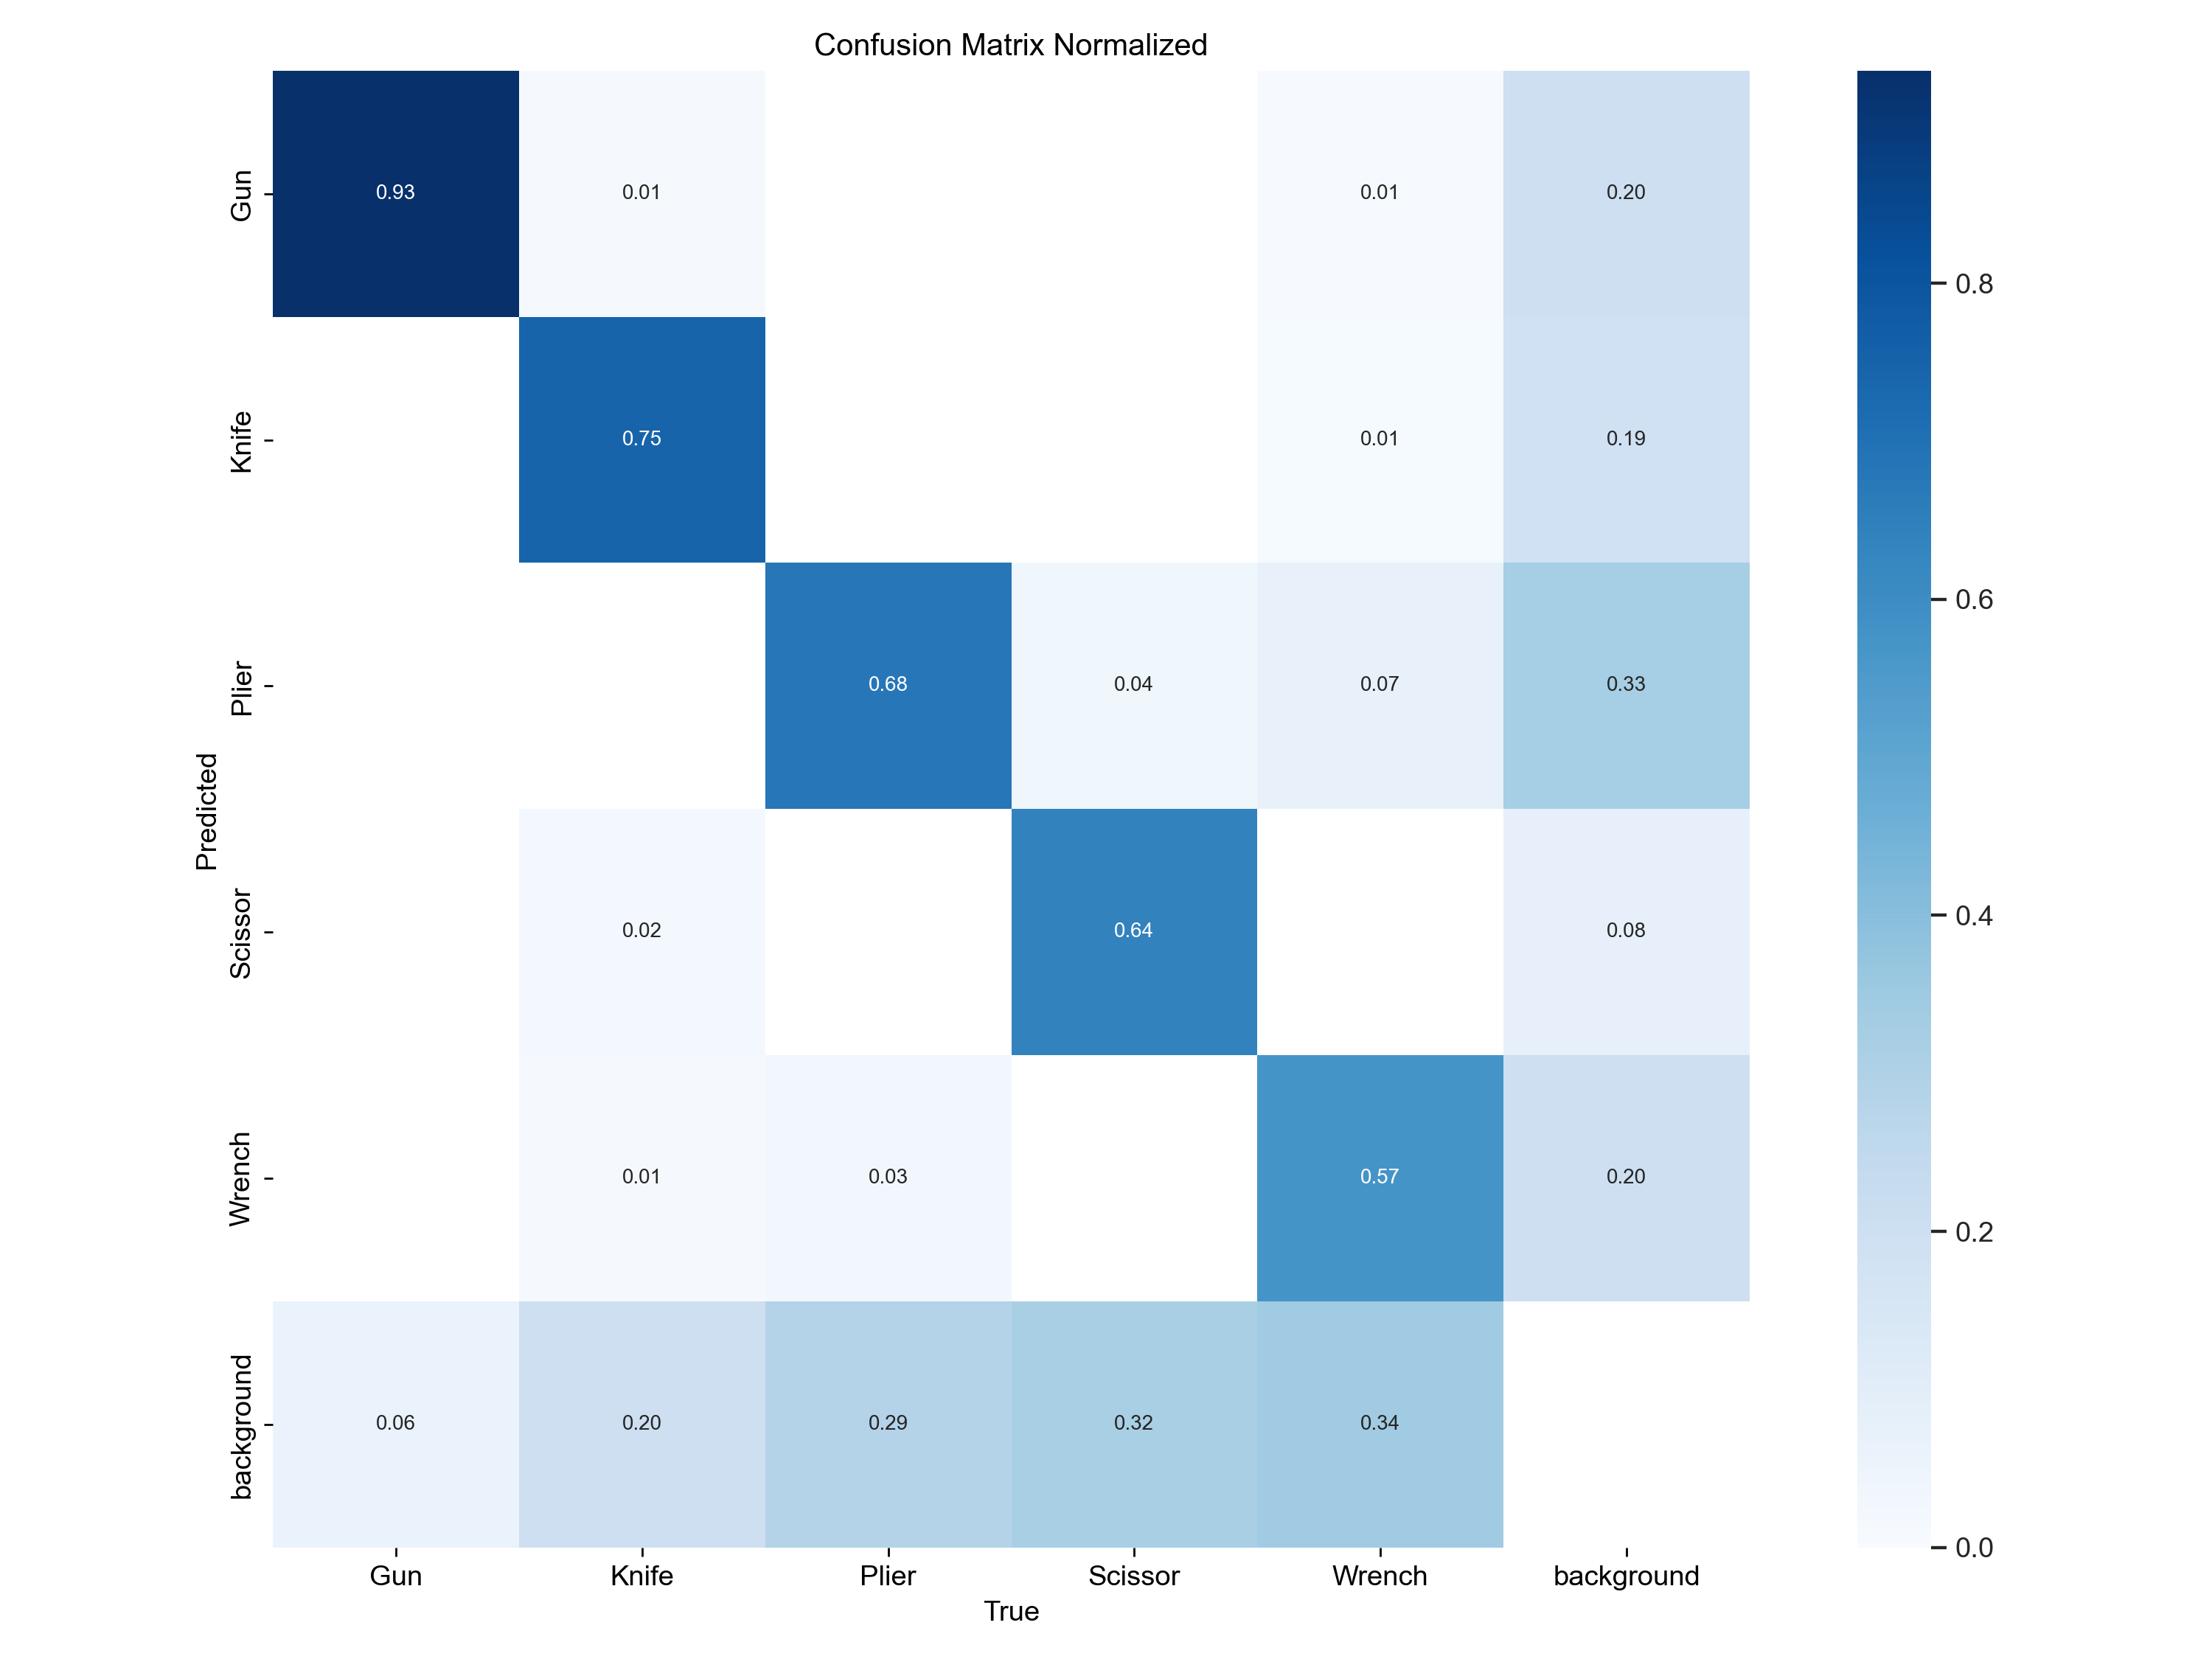 Confusion Matrix Normalized
Gun 0.93 0.01 0.01 0.20
Knife 0.75 0.01 0.19
Plier 0.68 0.04 0.07 0.33
Scissor 0.02 0.64 0.08
Wrench 0.01 0.03 0.57 0.20
background 0.06 0.20 0.29 0.32 0.34
Predicted
Gun Knife Plier Scissor Wrench background
True
0.8
0.6
0.4
0.2
0.0